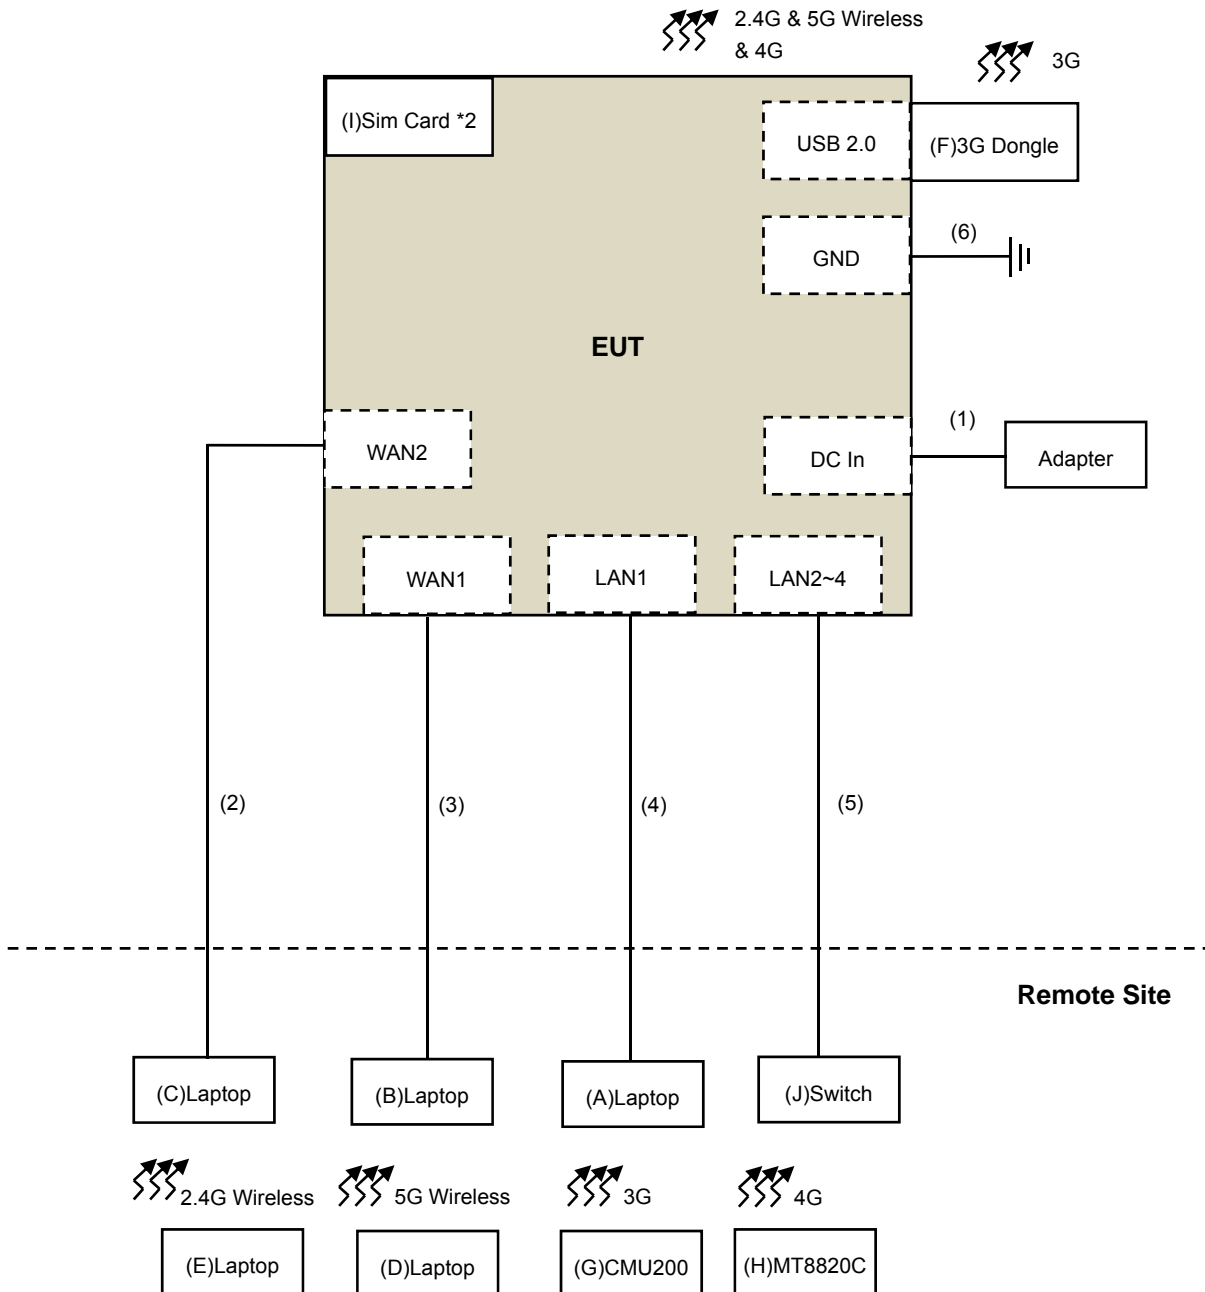 2.4G & 5G Wireless
& 4G
3G
(I)Sim Card *2
USB 2.0
(F)3G Dongle
GND
(6)
EUT
WAN2
DC In
(1)
Adapter
WAN1
LAN1
LAN2~4
(2)
(3)
(4)
(5)
Remote Site
(C)Laptop
(B)Laptop
(A)Laptop
(J)Switch
2.4G Wireless
5G Wireless
3G
4G
(E)Laptop
(D)Laptop
(G)CMU200
(H)MT8820C